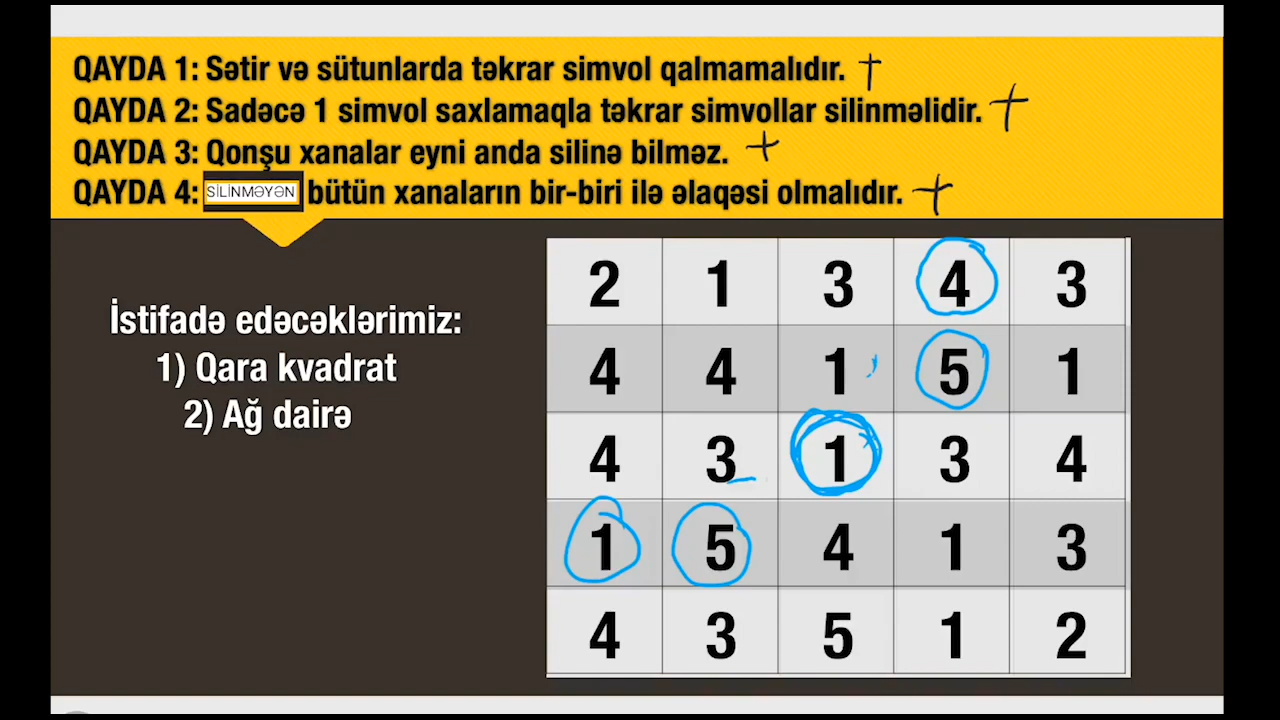 QAYDA 1: Sətir və sütunlarda təkrar simvol qalmamalıdır.
QAYDA 2: Sadəcə 1 simvol saxlamaqla təkrar simvollar silinməlidir.
QAYDA 3: Qonşu xanalar eyni anda silinə bilməz.
QAYDA 4: SİLİNMƏYƏN bütün xanaların bir-biri ilə əlaqəsi olmalıdır.
İstifadə edəcəklərimiz:
1) Qara kvadrat
2) Ağ dairə
2 1 3 4 3
4 4 1 5 1
4 3 1 3 4
1 5 4 1 3
4 3 5 1 2